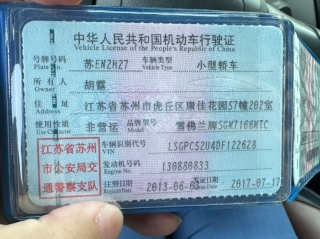 中华人民共和国机动车行驶证
Vehicle License of the People's Republic of China
号牌号码 苏EN2H27 车辆类型 小型轿车
Plate No. Vehicle Type
所有人 胡露
Owner
住址 江苏省苏州市虎丘区康佳花园57幢202室
Address
使用性质 非营运 品牌型号 雪佛兰牌SGM7166MTC
Use Character Model
江苏省苏州 车辆识别代号 LSGPC52U4DF122628
VIN
市公安局交 发动机号码 130880833
Engine No.
通警察支队 注册日期 2013-06-03 发证日期 2017-07-17
Register Date Issue Date